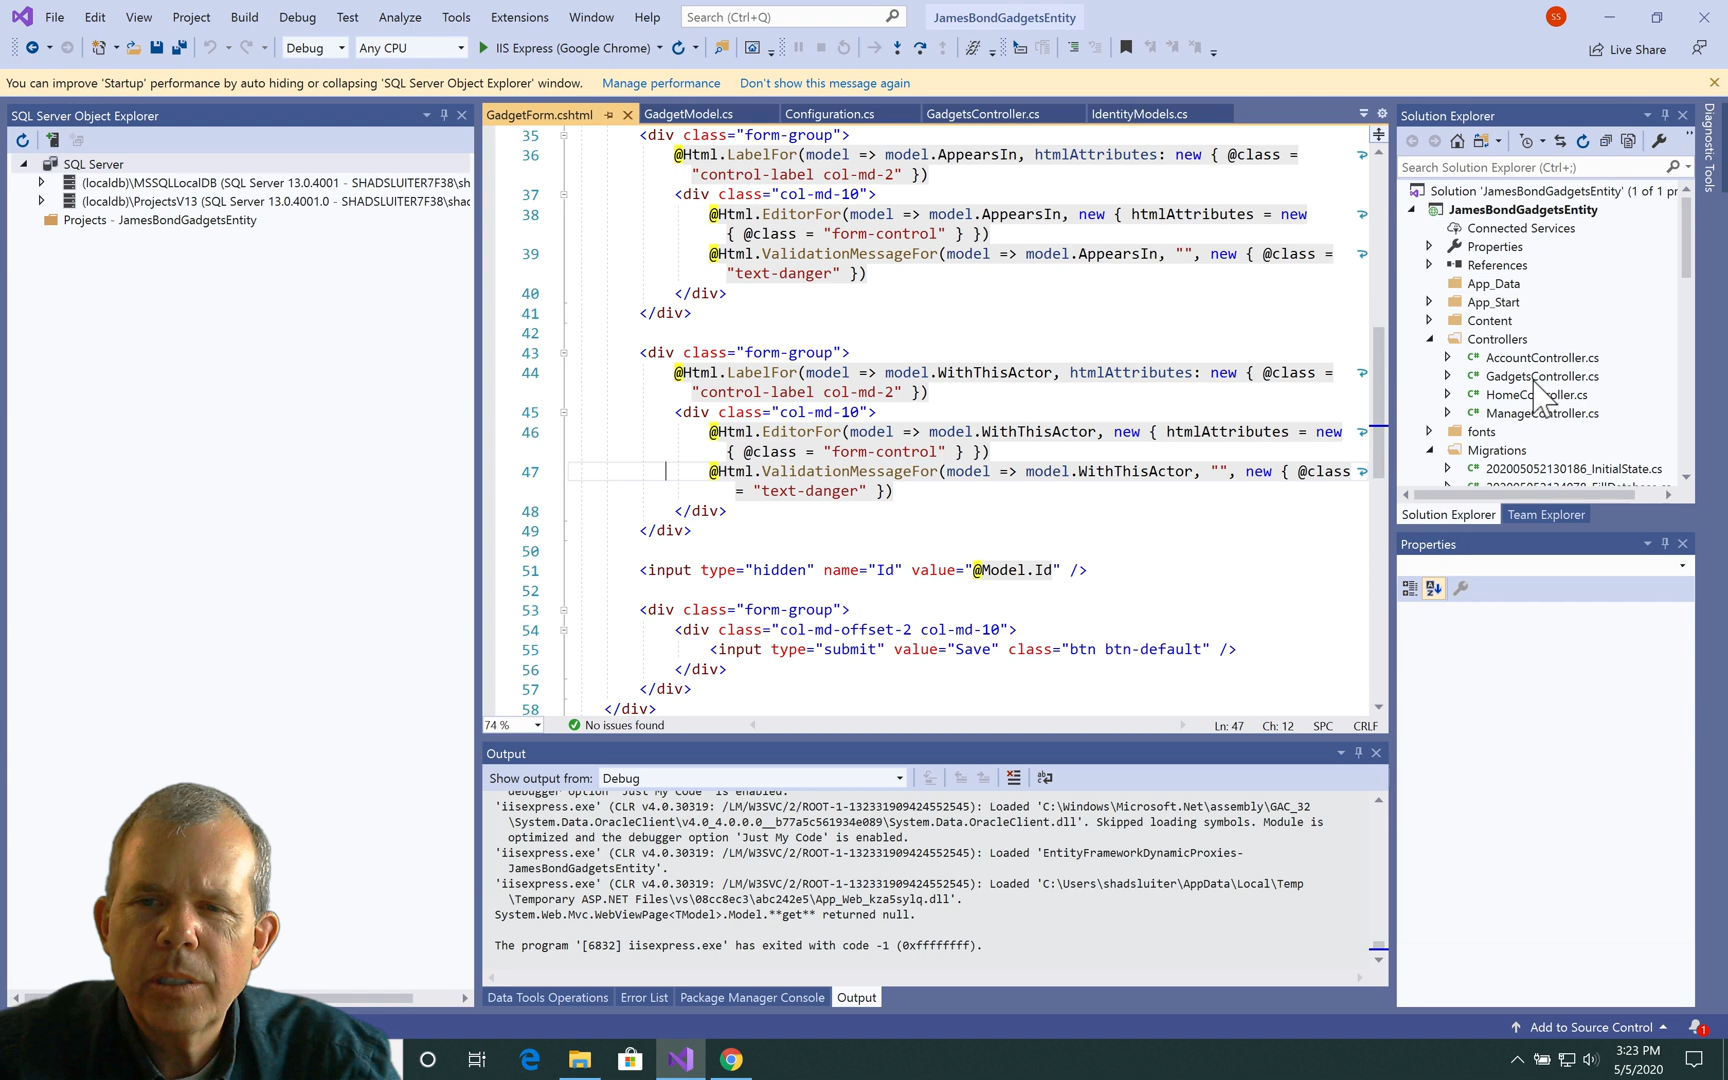 File Edit View Project Build Debug Test Analyze Tools Extensions Window Help Search (Ctrl+Q) JamesBondGadgetsEntity SS
Debug Any CPU IIS Express (Google Chrome) Live Share
You can improve 'Startup' performance by auto hiding or collapsing 'SQL Server Object Explorer' window. Manage performance Don't show this message again
SQL Server Object Explorer
SQL Server
(localdb)\MSSQLLocalDB (SQL Server 13.0.4001 - SHADSLUITER7F38\sh
(localdb)\ProjectsV13 (SQL Server 13.0.4001.0 - SHADSLUITER7F38\shac
Projects - JamesBondGadgetsEntity
GadgetForm.cshtml GadgetModel.cs Configuration.cs GadgetsController.cs IdentityModels.cs
35 <div class="form-group">
36 @Html.LabelFor(model => model.AppearsIn, htmlAttributes: new { @class =
"control-label col-md-2" })
37 <div class="col-md-10">
38 @Html.EditorFor(model => model.AppearsIn, new { htmlAttributes = new
{ @class = "form-control" } })
39 @Html.ValidationMessageFor(model => model.AppearsIn, "", new { @class =
"text-danger" })
40 </div>
41 </div>
42
43 <div class="form-group">
44 @Html.LabelFor(model => model.WithThisActor, htmlAttributes: new { @class =
"control-label col-md-2" })
45 <div class="col-md-10">
46 @Html.EditorFor(model => model.WithThisActor, new { htmlAttributes = new
{ @class = "form-control" } })
47 @Html.ValidationMessageFor(model => model.WithThisActor, "", new { @class
= "text-danger" })
48 </div>
49 </div>
50
51 <input type="hidden" name="Id" value="@Model.Id" />
52
53 <div class="form-group">
54 <div class="col-md-offset-2 col-md-10">
55 <input type="submit" value="Save" class="btn btn-default" />
56 </div>
57 </div>
58 </div>
74 % No issues found Ln: 47 Ch: 12 SPC CRLF
Output
Show output from: Debug
debugger option 'Just My Code' is enabled.
'iisexpress.exe' (CLR v4.0.30319: /LM/W3SVC/2/ROOT-1-132331909424552545): Loaded 'C:\Windows\Microsoft.Net\assembly\GAC_32
\System.Data.OracleClient\v4.0_4.0.0.0__b77a5c561934e089\System.Data.OracleClient.dll'. Skipped loading symbols. Module is
optimized and the debugger option 'Just My Code' is enabled.
'iisexpress.exe' (CLR v4.0.30319: /LM/W3SVC/2/ROOT-1-132331909424552545): Loaded 'EntityFrameworkDynamicProxies-
JamesBondGadgetsEntity'.
'iisexpress.exe' (CLR v4.0.30319: /LM/W3SVC/2/ROOT-1-132331909424552545): Loaded 'C:\Users\shadsluiter\AppData\Local\Temp
\Temporary ASP.NET Files\vs\08cc8ec3\abc242e5\App_Web_kza5sylq.dll'.
System.Web.Mvc.WebViewPage<TModel>.Model.**get** returned null.
The program '[6832] iisexpress.exe' has exited with code -1 (0xffffffff).
Data Tools Operations Error List Package Manager Console Output
Solution Explorer
Search Solution Explorer (Ctrl+;)
Solution 'JamesBondGadgetsEntity' (1 of 1 pr
JamesBondGadgetsEntity
Connected Services
Properties
References
App_Data
App_Start
Content
Controllers
AccountController.cs
GadgetsController.cs
HomeController.cs
ManageController.cs
fonts
Migrations
202005052130186_InitialState.cs
202005052134078_FillDatabase.cs
Solution Explorer Team Explorer
Properties
Diagnostic Tools
Add to Source Control 1
3:23 PM
5/5/2020